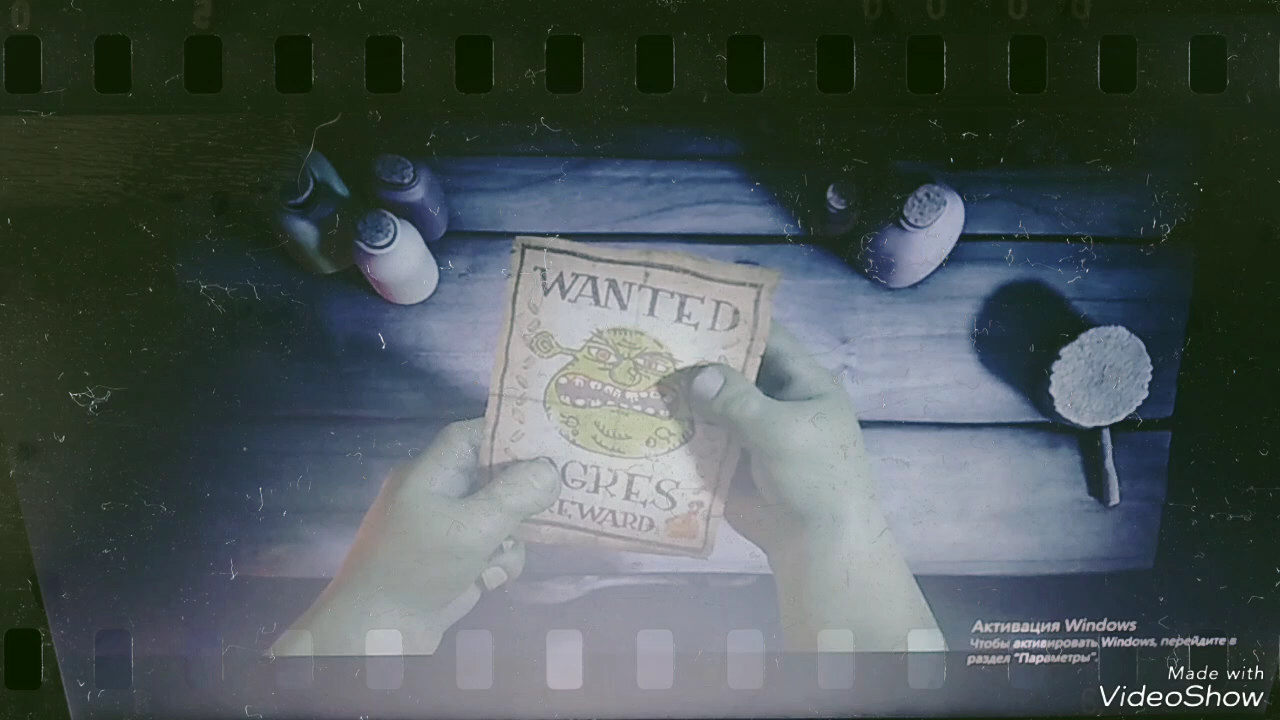 WANTED
OGRES
REWARD
Активация Windows
Чтобы активировать Windows, перейдите в
раздел "Параметры".
Made with
VideoShow